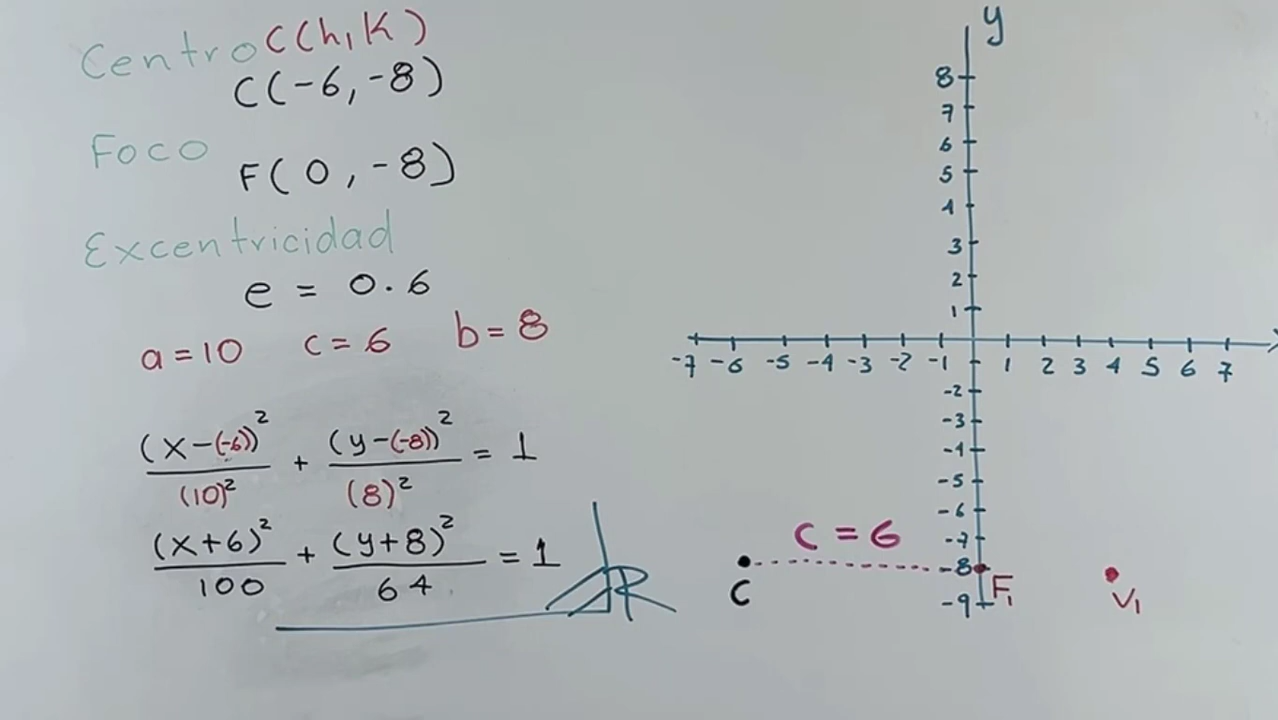 Centro C(h,K)
C(-6,-8)
Foco
F(0,-8)
Excentricidad
e = 0.6
a=10 c=6 b=8
(x-(-6))² / (10)² + (y-(-8))² / (8)² = 1
(x+6)² / 100 + (y+8)² / 64 = 1
R
y
8
7
6
5
4
3
2
1
-7 -6 -5 -4 -3 -2 -1 1 2 3 4 5 6 7
-2
-3
-4
-5
-6
-7
-8
-9
c = 6
C
F₁
V₁